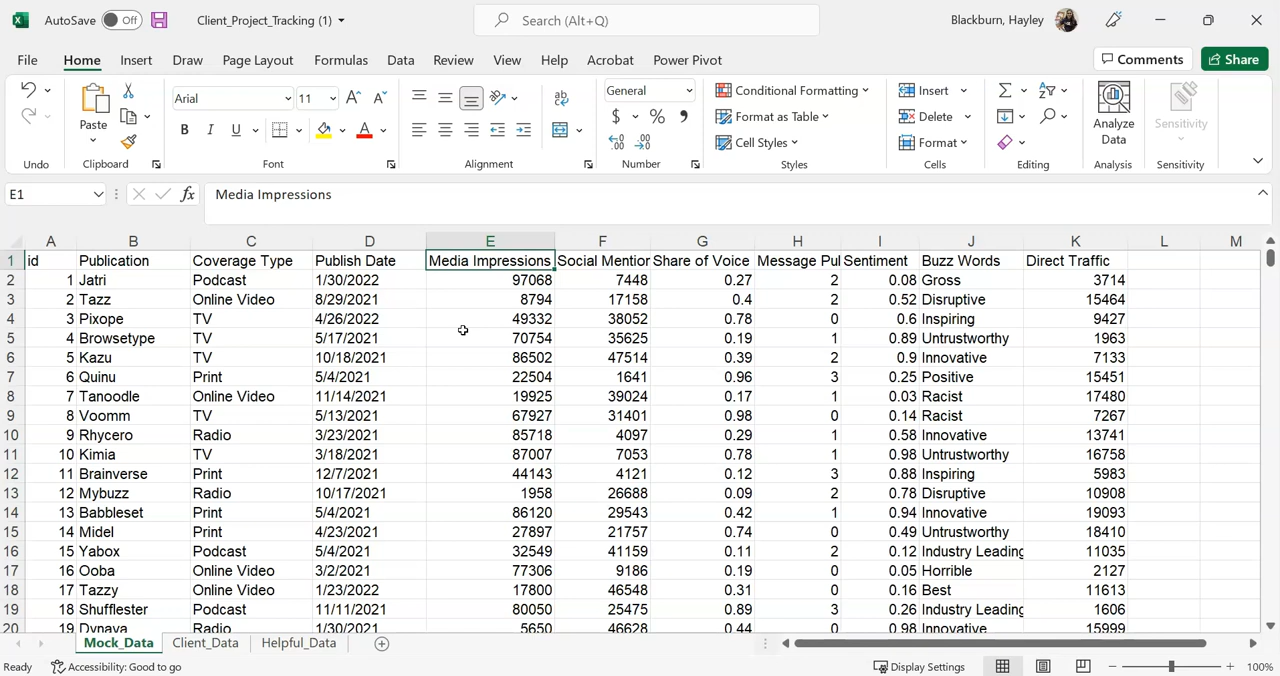 AutoSave Off Client_Project_Tracking (1) Search (Alt+Q) Blackburn, Hayley
File Home Insert Draw Page Layout Formulas Data Review View Help Acrobat Power Pivot Comments Share
Arial 11 General Conditional Formatting Insert
Paste Format as Table Delete Analyze Data Sensitivity
Cell Styles Format
Undo Clipboard Font Alignment Number Styles Cells Editing Analysis Sensitivity
E1 fx Media Impressions
A B C D E F G H I J K L M
1 id Publication Coverage Type Publish Date Media Impressions Social Mention Share of Voice Message Pul Sentiment Buzz Words Direct Traffic
2 1 Jatri Podcast 1/30/2022 97068 7448 0.27 2 0.08 Gross 3714
3 2 Tazz Online Video 8/29/2021 8794 17158 0.4 2 0.52 Disruptive 15464
4 3 Pixope TV 4/26/2022 49332 38052 0.78 0 0.6 Inspiring 9427
5 4 Browsetype TV 5/17/2021 70754 35625 0.19 1 0.89 Untrustworthy 1963
6 5 Kazu TV 10/18/2021 86502 47514 0.39 2 0.9 Innovative 7133
7 6 Quinu Print 5/4/2021 22504 1641 0.96 3 0.25 Positive 15451
8 7 Tanoodle Online Video 11/14/2021 19925 39024 0.17 1 0.03 Racist 17480
9 8 Voomm TV 5/13/2021 67927 31401 0.98 0 0.14 Racist 7267
10 9 Rhycero Radio 3/23/2021 85718 4097 0.29 1 0.58 Innovative 13741
11 10 Kimia TV 3/18/2021 87007 7053 0.78 1 0.98 Untrustworthy 16758
12 11 Brainverse Print 12/7/2021 44143 4121 0.12 3 0.88 Inspiring 5983
13 12 Mybuzz Radio 10/17/2021 1958 26688 0.09 2 0.78 Disruptive 10908
14 13 Babbleset Print 5/4/2021 86120 29543 0.42 1 0.94 Innovative 19093
15 14 Midel Print 4/23/2021 27897 21757 0.74 0 0.49 Untrustworthy 18410
16 15 Yabox Podcast 5/4/2021 32549 41159 0.11 2 0.12 Industry Leading 11035
17 16 Ooba Online Video 3/2/2021 77306 9186 0.19 0 0.05 Horrible 2127
18 17 Tazzy Online Video 1/23/2022 17800 46548 0.31 0 0.16 Best 11613
19 18 Shufflester Podcast 11/11/2021 80050 25475 0.89 3 0.26 Industry Leading 1606
20 19 Dynava Radio 1/30/2021 5650 46628 0.44 0 0.98 Innovative 15999
Mock_Data Client_Data Helpful_Data
Ready Accessibility: Good to go Display Settings 100%